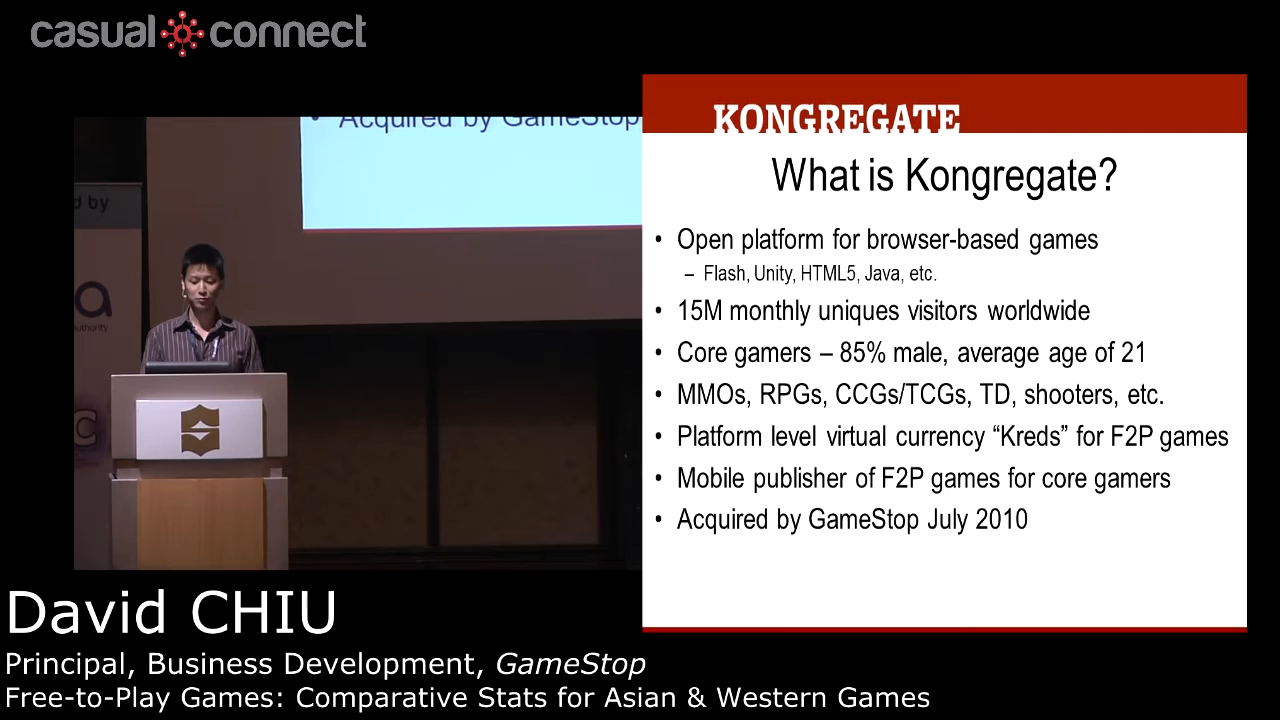 casual connect
d by
a
authority
c
Acquired by GameStop
KONGREGATE
What is Kongregate?
• Open platform for browser-based games
– Flash, Unity, HTML5, Java, etc.
• 15M monthly uniques visitors worldwide
• Core gamers – 85% male, average age of 21
• MMOs, RPGs, CCGs/TCGs, TD, shooters, etc.
• Platform level virtual currency “Kreds” for F2P games
• Mobile publisher of F2P games for core gamers
• Acquired by GameStop July 2010
David CHIU
Principal, Business Development, GameStop
Free-to-Play Games: Comparative Stats for Asian & Western Games